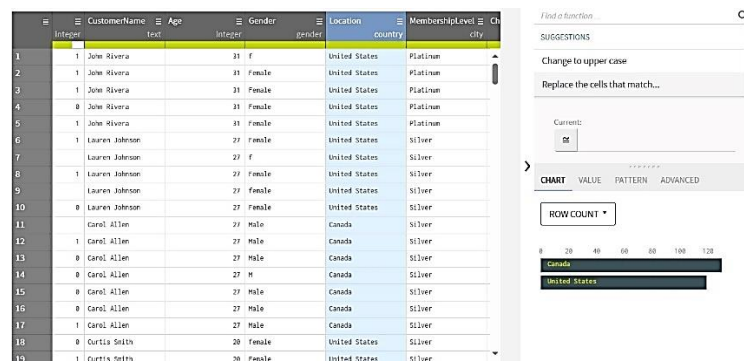 CustomerName Age Gender Location MembershipLevel Ch
integer text integer gender country city
1 1 John Rivera 31 f United States Platinum
2 1 John Rivera 31 Female United States Platinum
3 1 John Rivera 31 Female United States Platinum
4 0 John Rivera 31 Female United States Platinum
5 1 John Rivera 31 Female United States Platinum
6 1 Lauren Johnson 27 Female United States Silver
7 Lauren Johnson 27 f United States Silver
8 1 Lauren Johnson 27 Female United States Silver
9 Lauren Johnson 27 female United States Silver
10 0 Lauren Johnson 27 Female United States Silver
11 Carol Allen 27 Male Canada Silver
12 1 Carol Allen 27 Male Canada Silver
13 0 Carol Allen 27 Male Canada Silver
14 0 Carol Allen 27 M Canada Silver
15 0 Carol Allen 27 Male Canada Silver
16 0 Carol Allen 27 Male Canada Silver
17 1 Carol Allen 27 Male Canada Silver
18 0 Curtis Smith 20 female United States Silver
19 1 Curtis Smith 20 Female United States Silver
Find a function...
SUGGESTIONS
Change to upper case
Replace the cells that match...
Current:
CHART VALUE PATTERN ADVANCED
ROW COUNT
0 20 40 60 80 100 120
Canada
United States